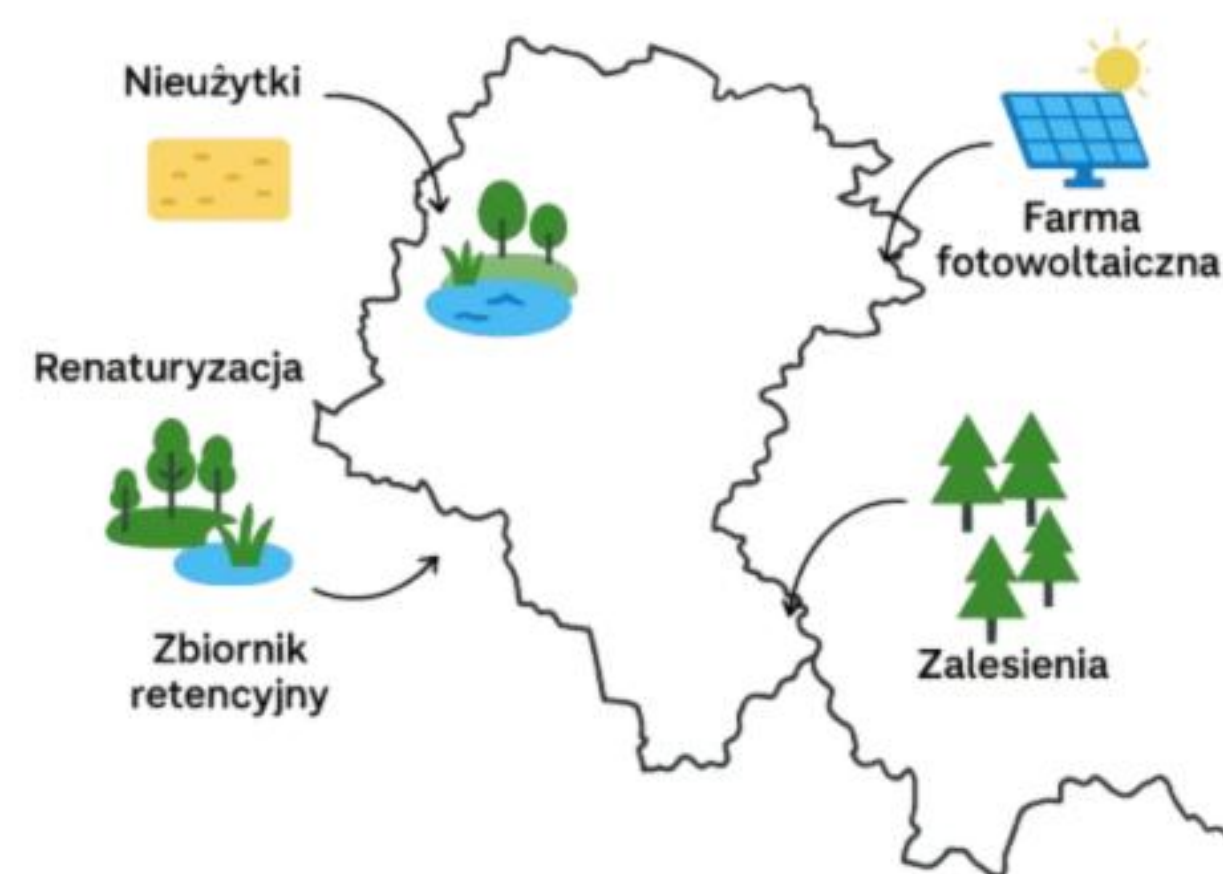 Nieużytki
Farma
fotowoltaiczna
Renaturyzacja
Zbiornik
retencyjny
Zalesienia